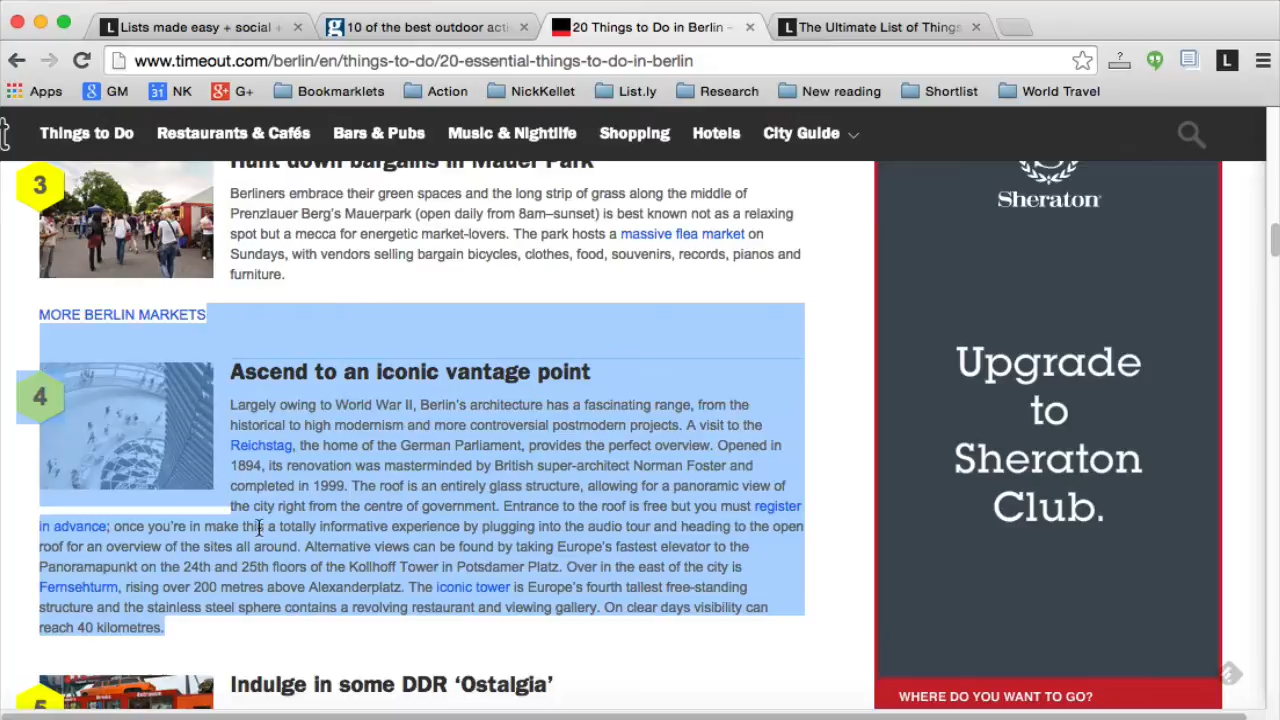 Lists made easy + social +
10 of the best outdoor acti
20 Things to Do in Berlin –
The Ultimate List of Things
www.timeout.com/berlin/en/things-to-do/20-essential-things-to-do-in-berlin
Apps GM NK G+ Bookmarklets Action NickKellet List.ly Research New reading Shortlist World Travel
t Things to Do Restaurants & Cafés Bars & Pubs Music & Nightlife Shopping Hotels City Guide
3
Hunt down bargains in Mauer Park
Berliners embrace their green spaces and the long strip of grass along the middle of
Prenzlauer Berg's Mauerpark (open daily from 8am–sunset) is best known not as a relaxing
spot but a mecca for energetic market-lovers. The park hosts a massive flea market on
Sundays, with vendors selling bargain bicycles, clothes, food, souvenirs, records, pianos and
furniture.
MORE BERLIN MARKETS
4
Ascend to an iconic vantage point
Largely owing to World War II, Berlin's architecture has a fascinating range, from the
historical to high modernism and more controversial postmodern projects. A visit to the
Reichstag, the home of the German Parliament, provides the perfect overview. Opened in
1894, its renovation was masterminded by British super-architect Norman Foster and
completed in 1999. The roof is an entirely glass structure, allowing for a panoramic view of
the city right from the centre of government. Entrance to the roof is free but you must register
in advance; once you're in make this a totally informative experience by plugging into the audio tour and heading to the open
roof for an overview of the sites all around. Alternative views can be found by taking Europe's fastest elevator to the
Panoramapunkt on the 24th and 25th floors of the Kollhoff Tower in Potsdamer Platz. Over in the east of the city is
Fernsehturm, rising over 200 metres above Alexanderplatz. The iconic tower is Europe's fourth tallest free-standing
structure and the stainless steel sphere contains a revolving restaurant and viewing gallery. On clear days visibility can
reach 40 kilometres.
5
Indulge in some DDR 'Ostalgia'
Sheraton
Upgrade
to
Sheraton
Club.
WHERE DO YOU WANT TO GO?